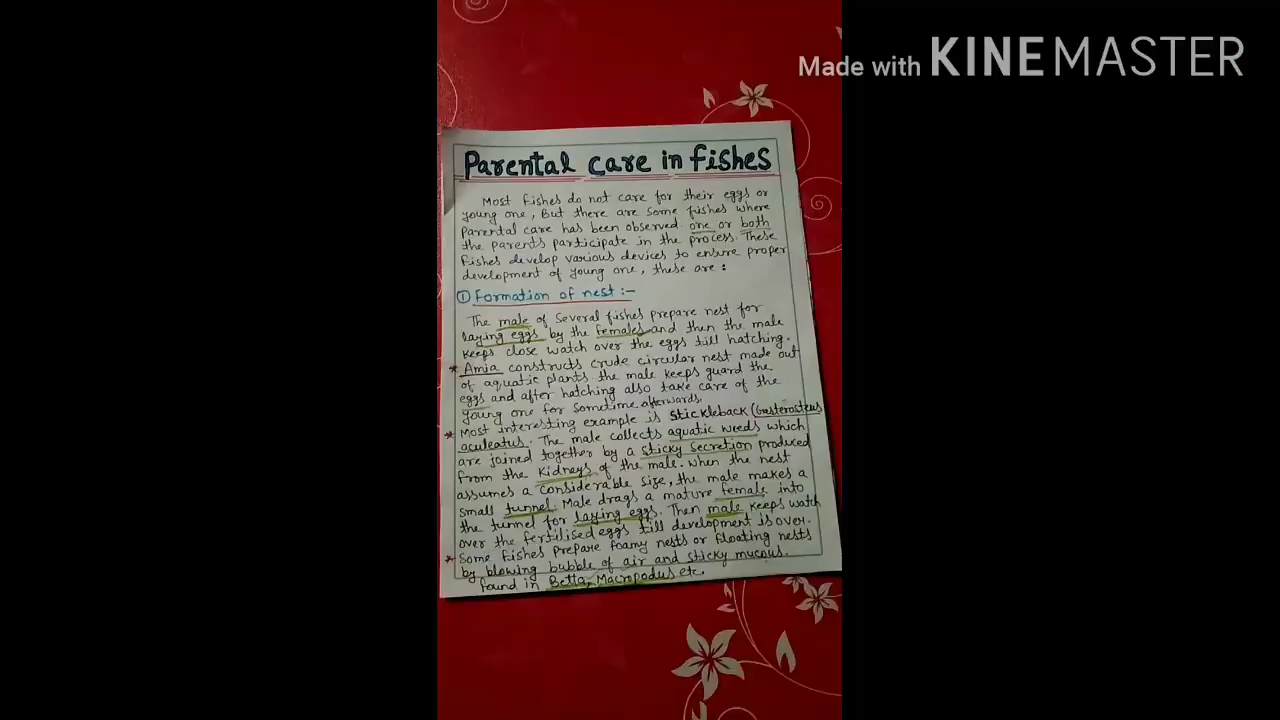 Made with KINEMASTER
Parental care in fishes
Most fishes do not care for their eggs or
young one, But there are some fishes where
parental care has been observed one or both
the parents participate in the process. These
fishes develop various devices to ensure proper
development of young one, these are :
① Formation of nest :-
The male of several fishes prepare nest for
laying eggs by the females and then the male
keeps close watch over the eggs till hatching.
* Amia constructs crude circular nest made out
of aquatic plants the male keeps guard the
eggs and after hatching also take care of the
young one for sometime afterwards.
* Most interesting example is stickleback (Gasterosteus
aculeatus. The male collects aquatic weeds which
are joined together by a sticky secretion produced
from the kidneys of the male. When the nest
assumes a considerable size, the male makes a
small tunnel. Male drags a mature female into
the tunnel for laying eggs. Then male keeps watch
over the fertilised eggs till development is over.
* Some fishes prepare foamy nests or floating nests
by blowing bubble of air and sticky mucous.
found in Betta, Macropodus etc.